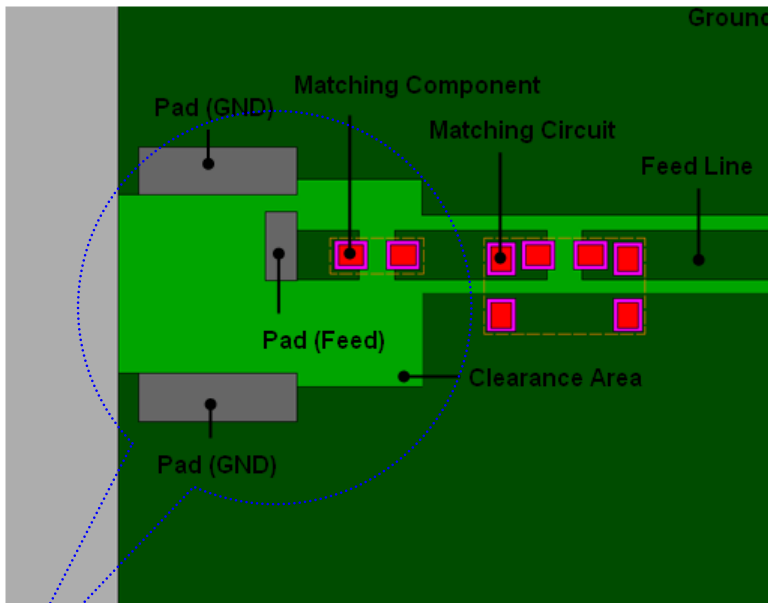 Ground
Matching Component
Pad (GND)
Matching Circuit
Feed Line
Pad (Feed)
Clearance Area
Pad (GND)